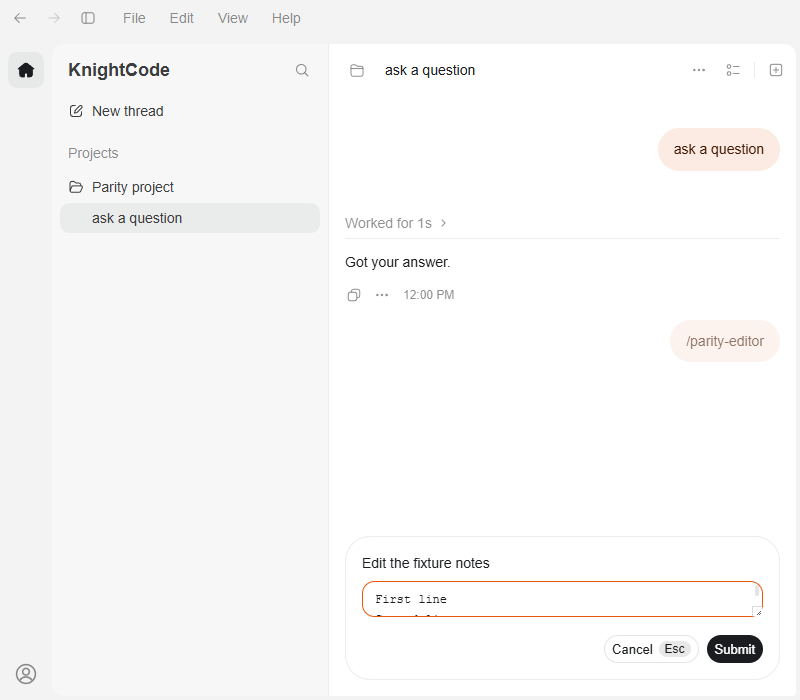 File Edit View Help
KnightCode
New thread
Projects
Parity project
ask a question
ask a question
ask a question
Worked for 1s
Got your answer.
12:00 PM
/parity-editor
Edit the fixture notes
First line
Cancel Esc
Submit